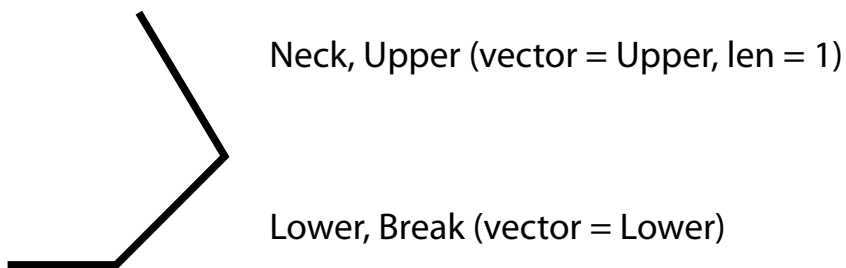 Neck, Upper (vector = Upper, len = 1)
Lower, Break (vector = Lower)